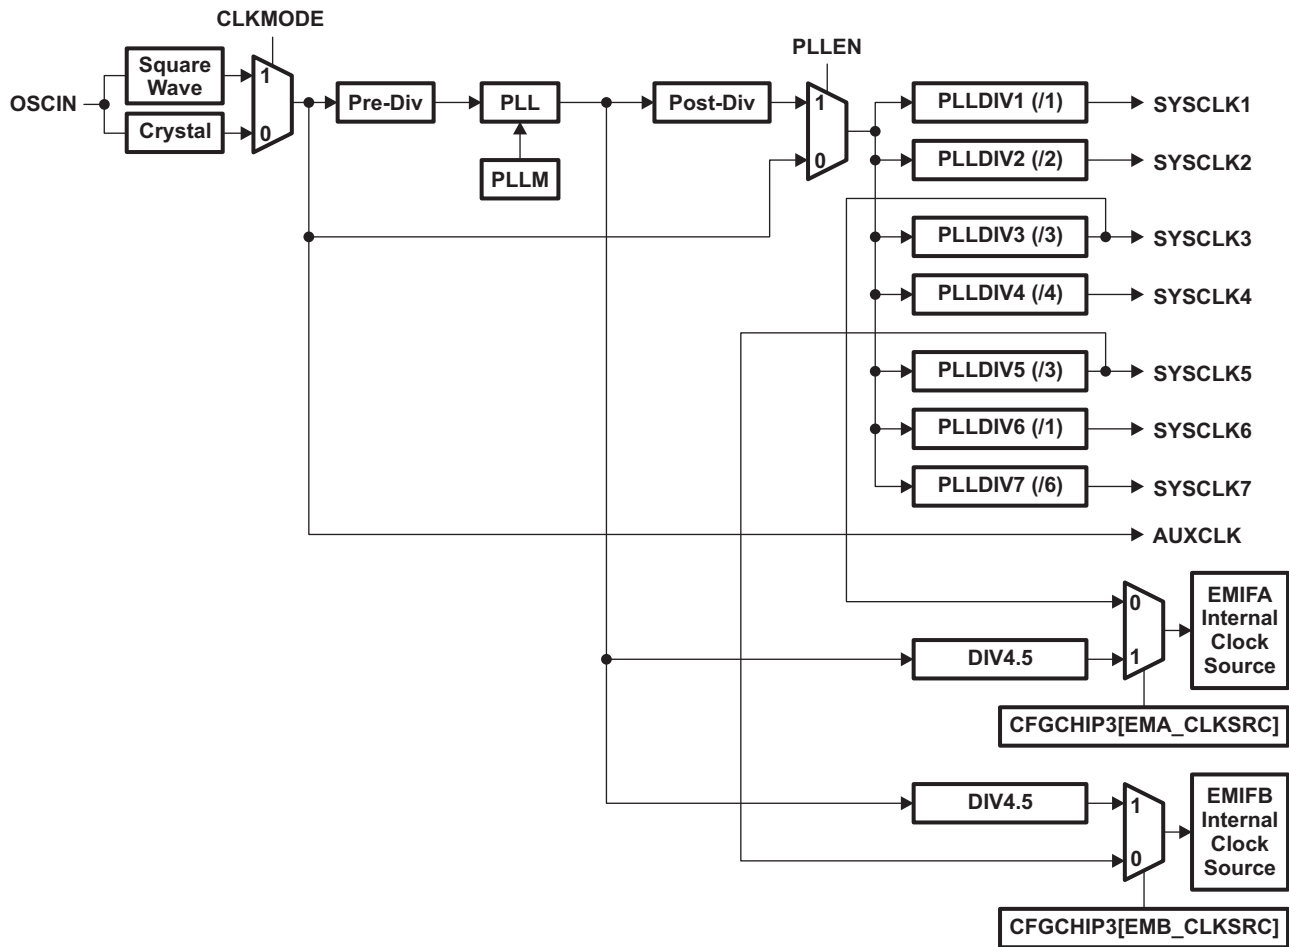 CLKMODE
PLLEN
OSCIN
Square
Wave
1
Crystal
0
Pre-Div
PLL
PLLM
Post-Div
1
0
PLLDIV1 (/1)
SYSCLK1
PLLDIV2 (/2)
SYSCLK2
PLLDIV3 (/3)
SYSCLK3
PLLDIV4 (/4)
SYSCLK4
PLLDIV5 (/3)
SYSCLK5
PLLDIV6 (/1)
SYSCLK6
PLLDIV7 (/6)
SYSCLK7
AUXCLK
0
DIV4.5
1
EMIFA
Internal
Clock
Source
CFGCHIP3[EMA_CLKSRC]
DIV4.5
1
0
EMIFB
Internal
Clock
Source
CFGCHIP3[EMB_CLKSRC]